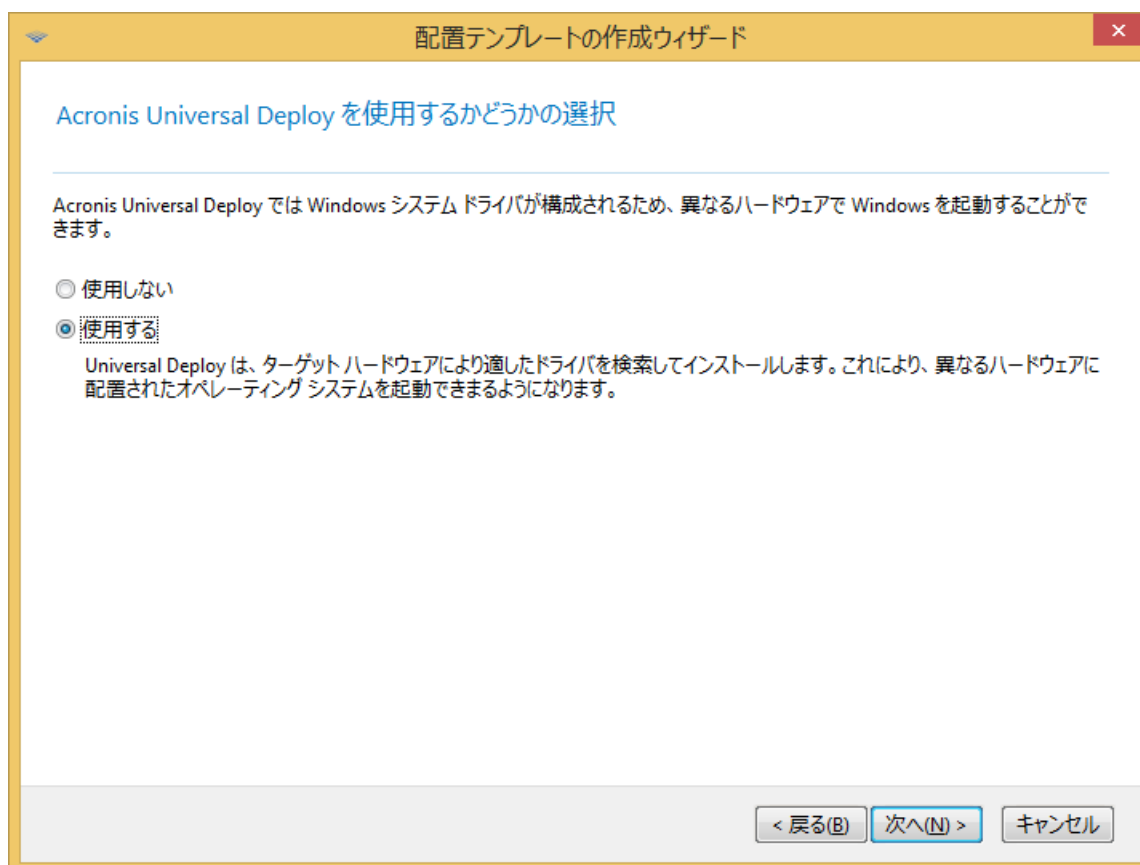 配置テンプレートの作成ウィザード
Acronis Universal Deploy を使用するかどうかの選択
Acronis Universal Deploy では Windows システム ドライバが構成されるため、異なるハードウェアで Windows を起動することがで
きます。
使用しない
使用する
Universal Deploy は、ターゲット ハードウェアにより適したドライバを検索してインストールします。これにより、異なるハードウェアに
配置されたオペレーティング システムを起動できまるようになります。
< 戻る(B) 次へ(N) > キャンセル